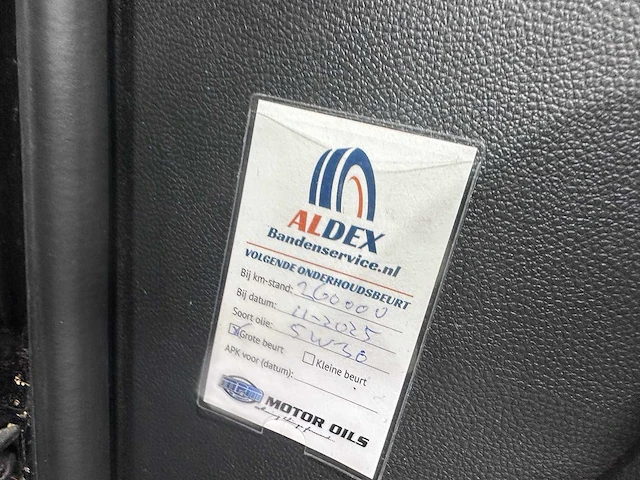 ALDEX
Bandenservice.nl
VOLGENDE ONDERHOUDSBEURT
Bij km-stand: 260000
Bij datum: 11-2025
Soort olie: 5W30
☒ Grote beurt ☐ Kleine beurt
APK voor (datum):
MOTOR OILS